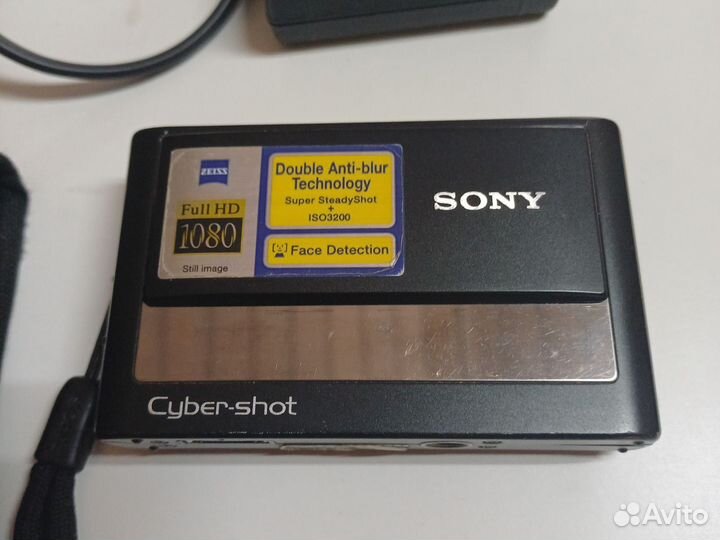 ZEISS
Full HD
1080
Still image
Double Anti-blur
Technology
Super SteadyShot
+
ISO3200
Face Detection
SONY
Cyber-shot
Avito